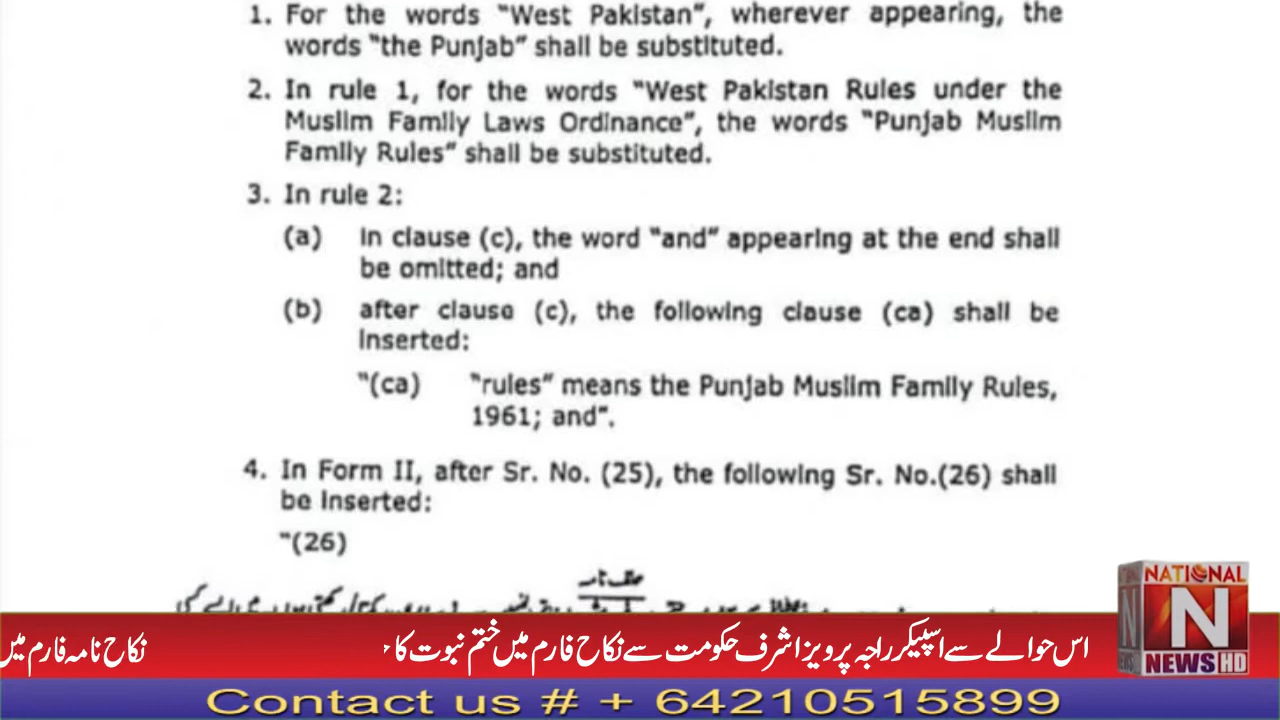 1. For the words "West Pakistan", wherever appearing, the
words "the Punjab" shall be substituted.
2. In rule 1, for the words "West Pakistan Rules under the
Muslim Family Laws Ordinance", the words "Punjab Muslim
Family Rules" shall be substituted.
3. In rule 2:
(a) in clause (c), the word "and" appearing at the end shall
be omitted; and
(b) after clause (c), the following clause (ca) shall be
inserted:
"(ca) "rules" means the Punjab Muslim Family Rules,
1961; and".
4. In Form II, after Sr. No. (25), the following Sr. No.(26) shall
be inserted:
"(26)
حلف نامہ
NATIONAL
N
NEWS HD
اس حوالے سے اسپیکر راجہ پرویز اشرف حکومت سے نکاح فارم میں ختم نبوت کا
نکاح نامہ فارم میں
Contact us # + 64210515899